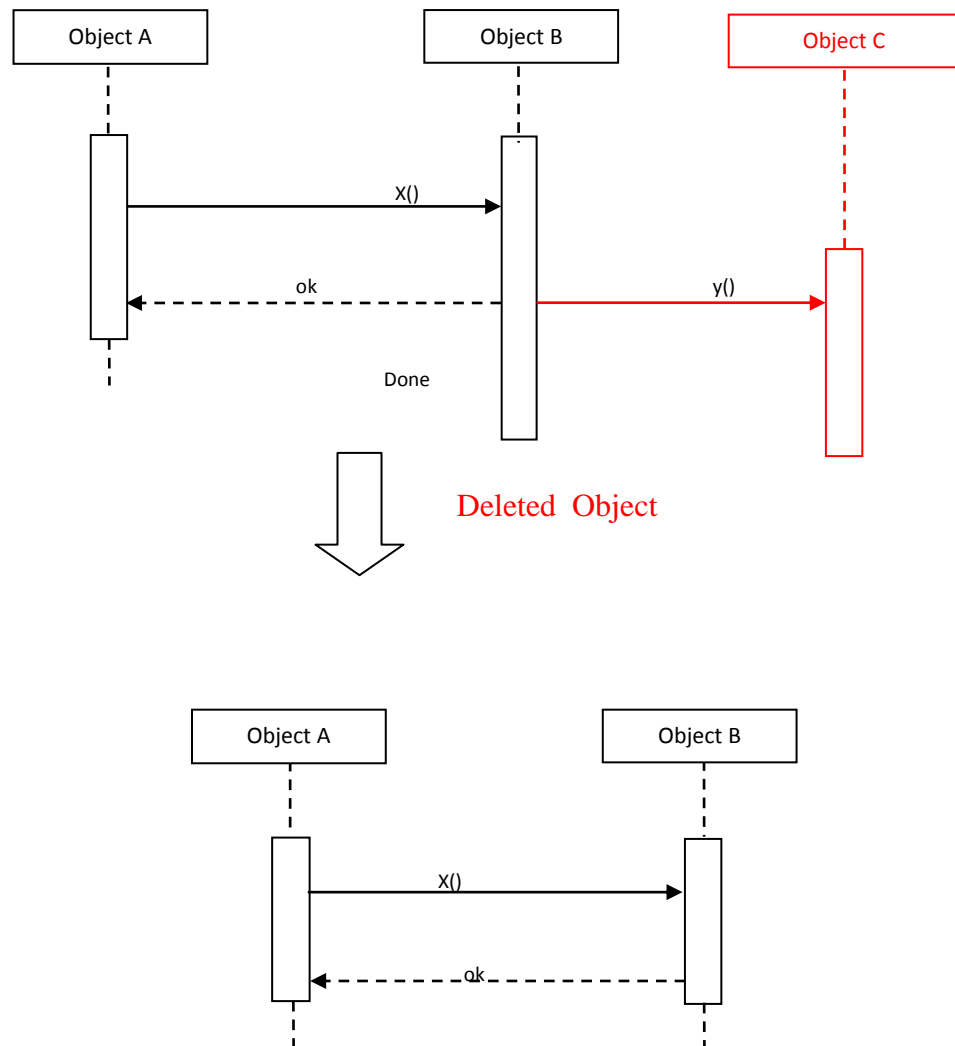 Object A
Object B
Object C
X()
ok
y()
Done
Deleted Object
Object A
Object B
X()
ok